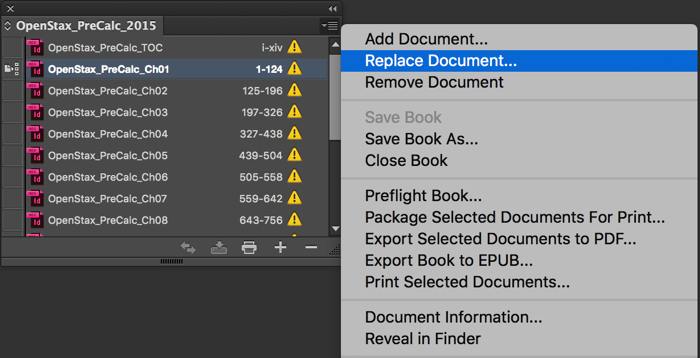 OpenStax_PreCalc_2015
OpenStax_PreCalc_TOC i-xiv
OpenStax_PreCalc_Ch01 1-124
OpenStax_PreCalc_Ch02 125-196
OpenStax_PreCalc_Ch03 197-326
OpenStax_PreCalc_Ch04 327-438
OpenStax_PreCalc_Ch05 439-504
OpenStax_PreCalc_Ch06 505-558
OpenStax_PreCalc_Ch07 559-642
OpenStax_PreCalc_Ch08 643-756
Add Document...
Replace Document...
Remove Document
Save Book
Save Book As...
Close Book
Preflight Book...
Package Selected Documents For Print...
Export Selected Documents to PDF...
Export Book to EPUB...
Print Selected Documents...
Document Information...
Reveal in Finder